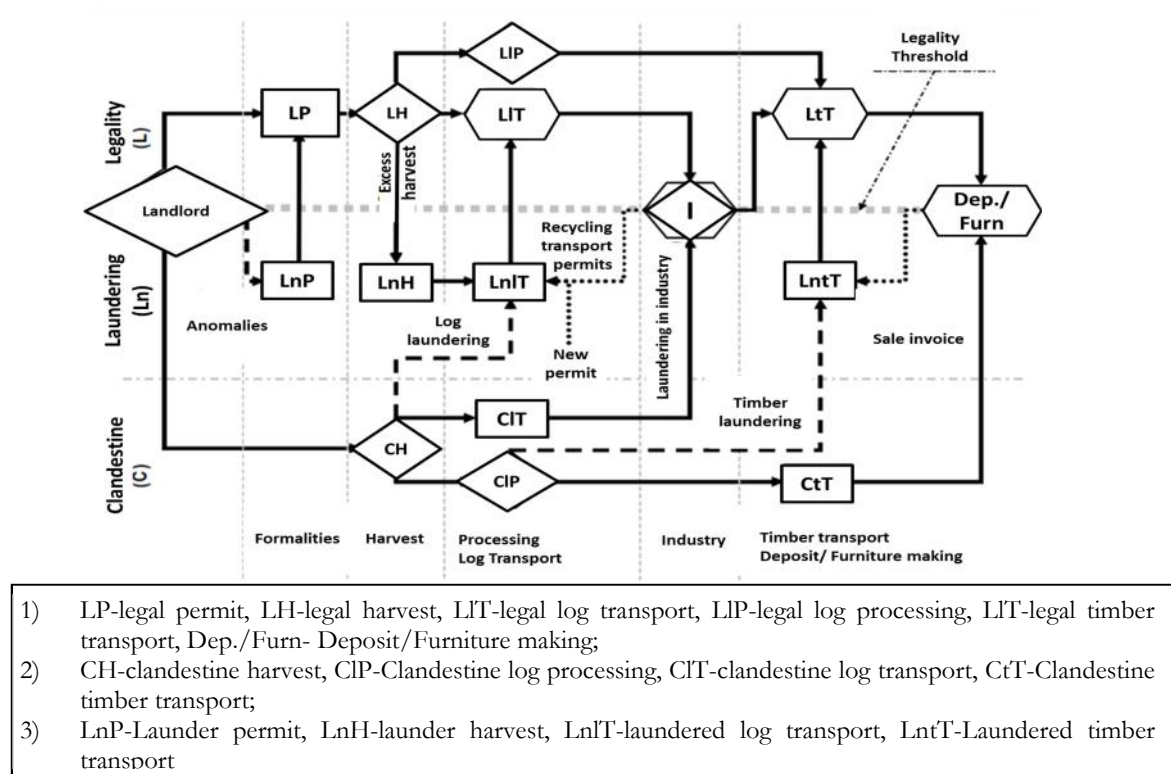 Legality
Threshold
LlP
LP
LH
LlT
LtT
Legality
(L)
Excess
harvest
Landlord
I
Dep./
Furn
Recycling
transport
permits
LnP
LnH
LnlT
LntT
Laundering
(Ln)
Anomalies
Log
laundering
New
permit
Laundering in industry
Sale invoice
Timber
laundering
ClT
CH
ClP
CtT
Clandestine
(C)
Formalities
Harvest
Processing
Log Transport
Industry
Timber transport
Deposit/ Furniture making
1) LP-legal permit, LH-legal harvest, LlT-legal log transport, LlP-legal log processing, LlT-legal timber
transport, Dep./Furn- Deposit/Furniture making;
2) CH-clandestine harvest, ClP-Clandestine log processing, ClT-clandestine log transport, CtT-Clandestine
timber transport;
3) LnP-Launder permit, LnH-launder harvest, LnlT-laundered log transport, LntT-Laundered timber
transport